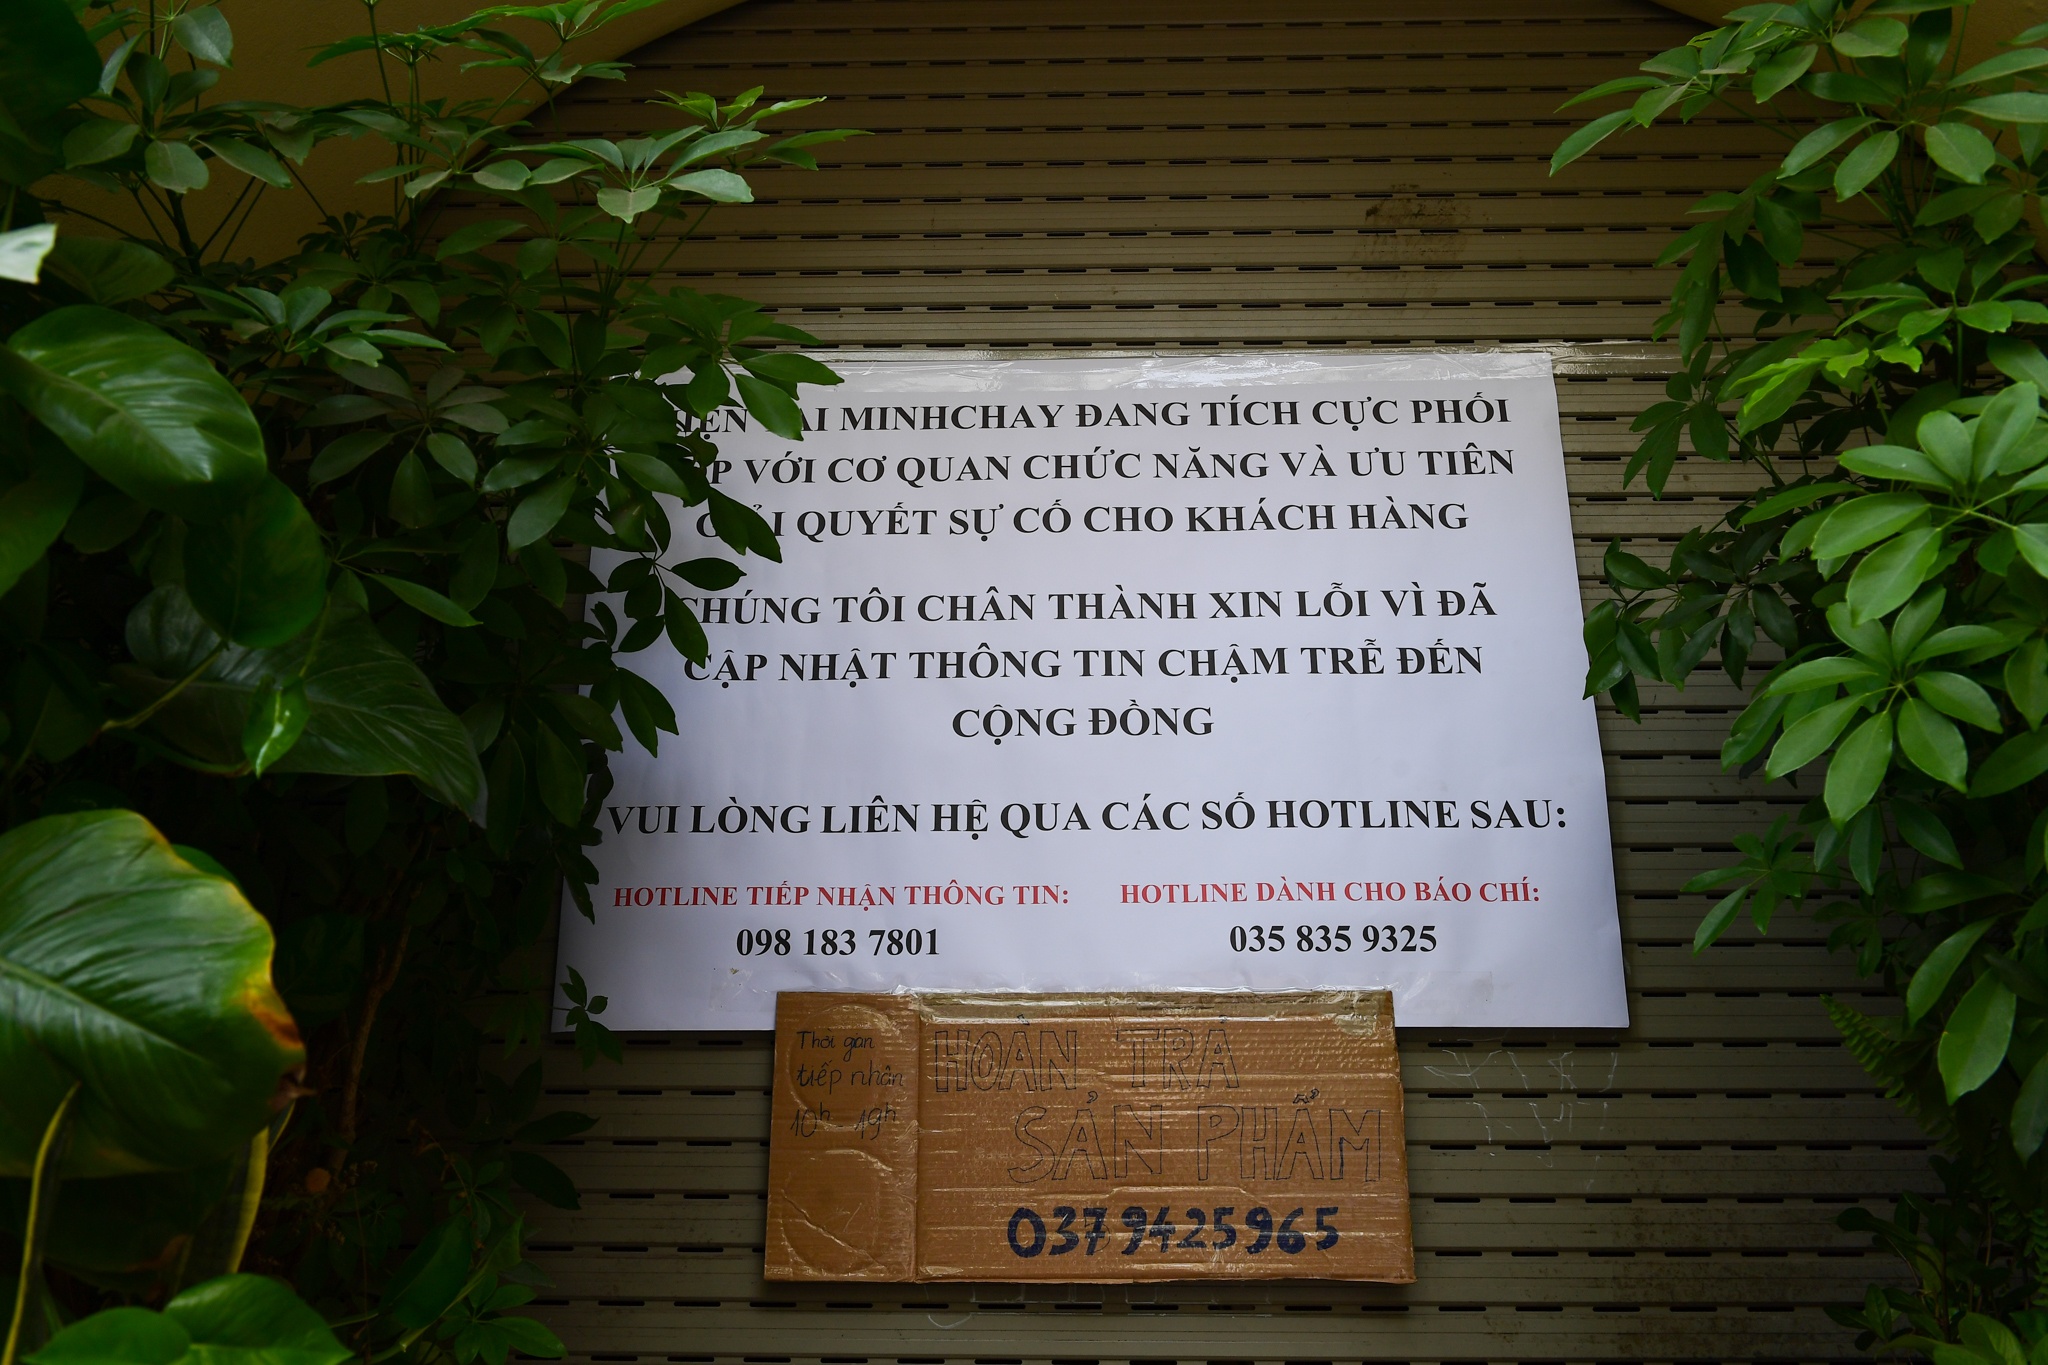 MINHCHAY ĐANG TÍCH CỰC PHỐI
VỚI CƠ QUAN CHỨC NĂNG VÀ ƯU TIÊN
QUYẾT SỰ CỐ CHO KHÁCH HÀNG
CHÚNG TÔI CHÂN THÀNH XIN LỖI VÌ ĐÃ
CẬP NHẬT THÔNG TIN CHẬM TRỄ ĐẾN
CỘNG ĐỒNG
VUI LÒNG LIÊN HỆ QUA CÁC SỐ HOTLINE SAU:
HOTLINE TIẾP NHẬN THÔNG TIN:
098 183 7801
HOTLINE DÀNH CHO BÁO CHÍ:
035 835 9325
Thời gan
tiếp nhân
10h - 19h
HOÀN TRẢ
SẢN PHẨM
0379425965